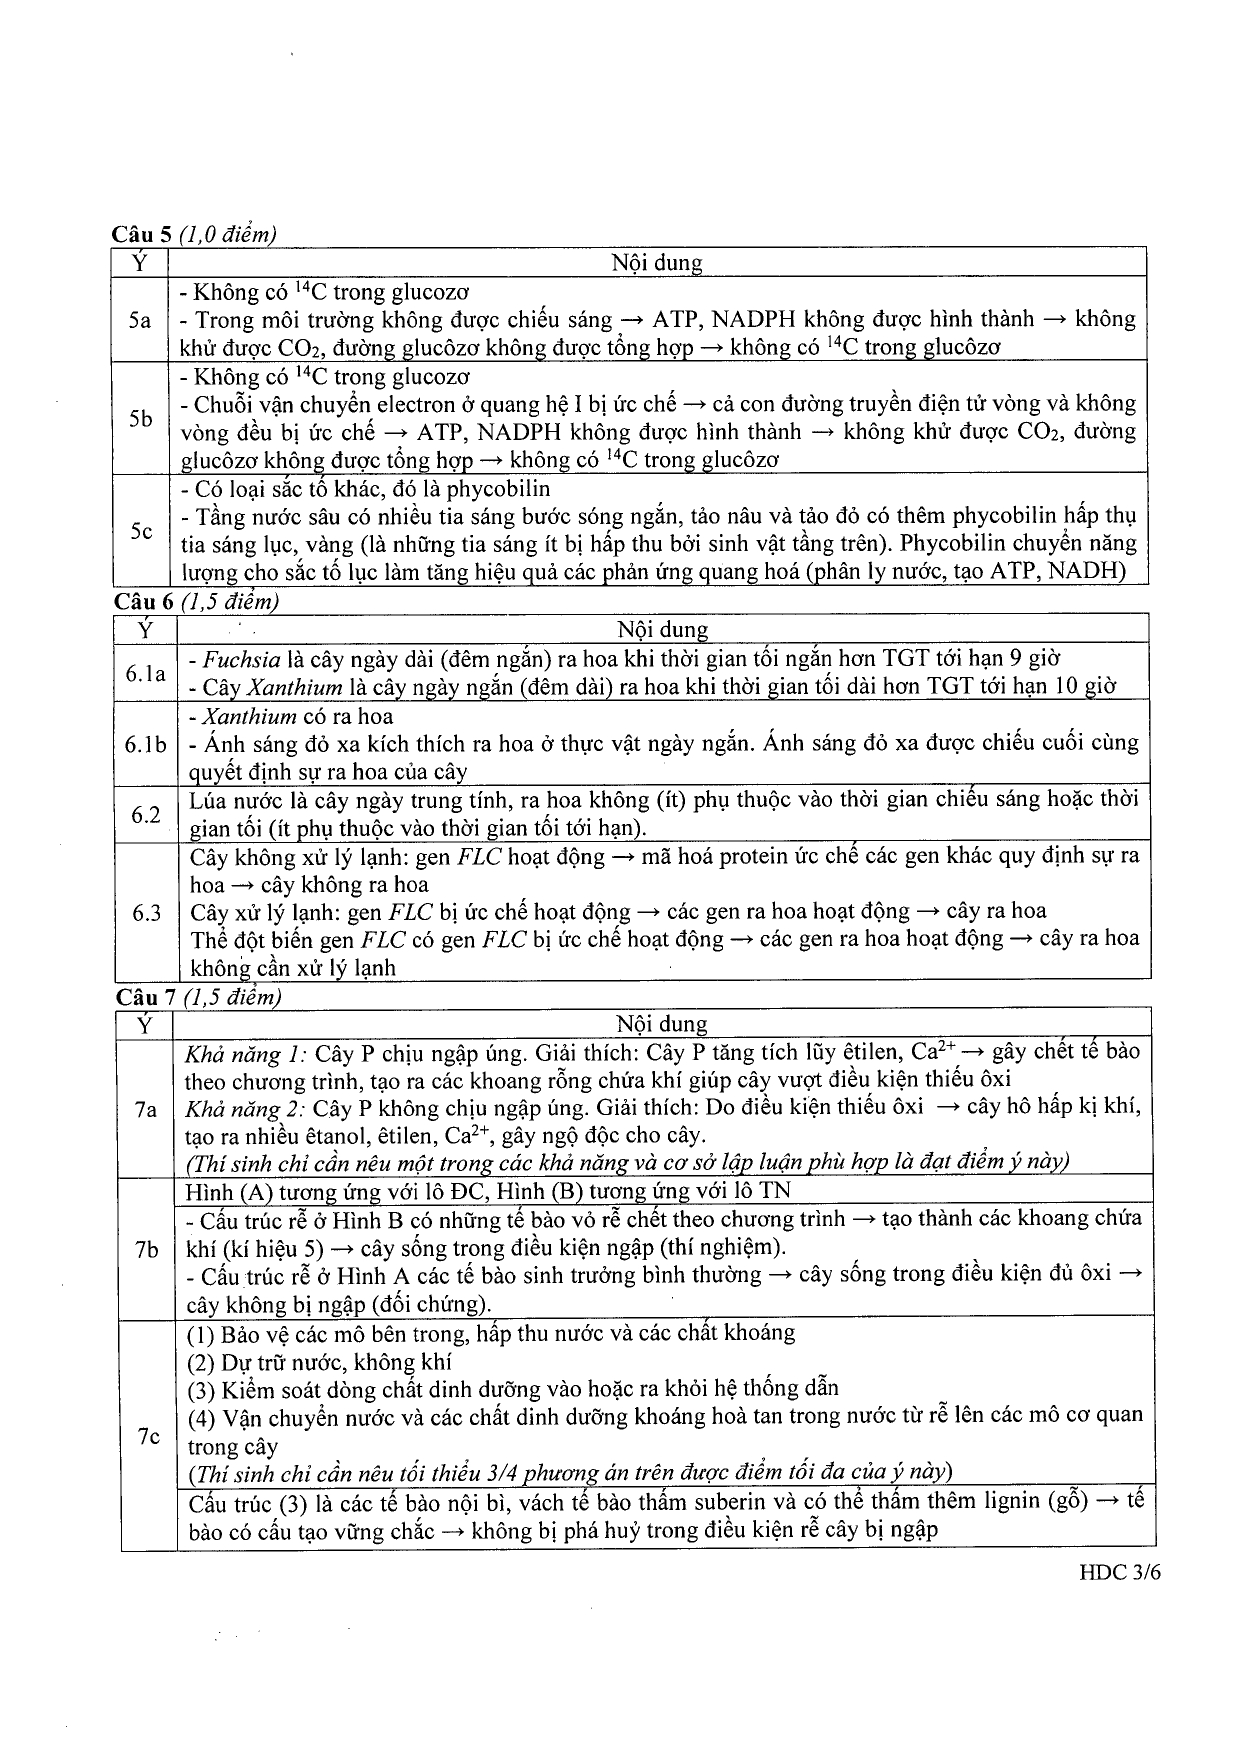 Câu 5 (1,0 điểm)
Ý Nội dung
- Không có ¹⁴C trong glucozơ
5a - Trong môi trường không được chiếu sáng → ATP, NADPH không được hình thành → không
khử được CO₂, đường glucôzơ không được tổng hợp → không có ¹⁴C trong glucôzơ
- Không có ¹⁴C trong glucozơ
5b - Chuỗi vận chuyển electron ở quang hệ I bị ức chế → cả con đường truyền điện tử vòng và không
vòng đều bị ức chế → ATP, NADPH không được hình thành → không khử được CO₂, đường
glucôzơ không được tổng hợp → không có ¹⁴C trong glucôzơ
- Có loại sắc tố khác, đó là phycobilin
5c - Tầng nước sâu có nhiều tia sáng bước sóng ngắn, tảo nâu và tảo đỏ có thêm phycobilin hấp thụ
tia sáng lục, vàng (là những tia sáng ít bị hấp thu bởi sinh vật tầng trên). Phycobilin chuyển năng
lượng cho sắc tố lục làm tăng hiệu quả các phản ứng quang hoá (phân ly nước, tạo ATP, NADH)
Câu 6 (1,5 điểm)
Ý Nội dung
6.1a - Fuchsia là cây ngày dài (đêm ngắn) ra hoa khi thời gian tối ngắn hơn TGT tới hạn 9 giờ
- Cây Xanthium là cây ngày ngắn (đêm dài) ra hoa khi thời gian tối dài hơn TGT tới hạn 10 giờ
- Xanthium có ra hoa
6.1b - Ánh sáng đỏ xa kích thích ra hoa ở thực vật ngày ngắn. Ánh sáng đỏ xa được chiếu cuối cùng
quyết định sự ra hoa của cây
6.2 Lúa nước là cây ngày trung tính, ra hoa không (ít) phụ thuộc vào thời gian chiếu sáng hoặc thời
gian tối (ít phụ thuộc vào thời gian tối tới hạn).
Cây không xử lý lạnh: gen FLC hoạt động → mã hoá protein ức chế các gen khác quy định sự ra
hoa → cây không ra hoa
6.3 Cây xử lý lạnh: gen FLC bị ức chế hoạt động → các gen ra hoa hoạt động → cây ra hoa
Thể đột biến gen FLC có gen FLC bị ức chế hoạt động → các gen ra hoa hoạt động → cây ra hoa
không cần xử lý lạnh
Câu 7 (1,5 điểm)
Ý Nội dung
Khả năng 1: Cây P chịu ngập úng. Giải thích: Cây P tăng tích lũy êtilen, Ca²⁺ → gây chết tế bào
theo chương trình, tạo ra các khoang rỗng chứa khí giúp cây vượt điều kiện thiếu ôxi
7a Khả năng 2: Cây P không chịu ngập úng. Giải thích: Do điều kiện thiếu ôxi → cây hô hấp kị khí,
tạo ra nhiều êtanol, êtilen, Ca²⁺, gây ngộ độc cho cây.
(Thí sinh chỉ cần nêu một trong các khả năng và cơ sở lập luận phù hợp là đạt điểm ý này)
Hình (A) tương ứng với lô ĐC, Hình (B) tương ứng với lô TN
- Cấu trúc rễ ở Hình B có những tế bào vỏ rễ chết theo chương trình → tạo thành các khoang chứa
7b khí (kí hiệu 5) → cây sống trong điều kiện ngập (thí nghiệm).
- Cấu trúc rễ ở Hình A các tế bào sinh trưởng bình thường → cây sống trong điều kiện đủ ôxi →
cây không bị ngập (đối chứng).
(1) Bảo vệ các mô bên trong, hấp thu nước và các chất khoáng
(2) Dự trữ nước, không khí
(3) Kiểm soát dòng chất dinh dưỡng vào hoặc ra khỏi hệ thống dẫn
(4) Vận chuyển nước và các chất dinh dưỡng khoáng hoà tan trong nước từ rễ lên các mô cơ quan
7c trong cây
(Thí sinh chỉ cần nêu tối thiểu 3/4 phương án trên được điểm tối đa của ý này)
Cấu trúc (3) là các tế bào nội bì, vách tế bào thấm suberin và có thể thấm thêm lignin (gỗ) → tế
bào có cấu tạo vững chắc → không bị phá huỷ trong điều kiện rễ cây bị ngập
HDC 3/6